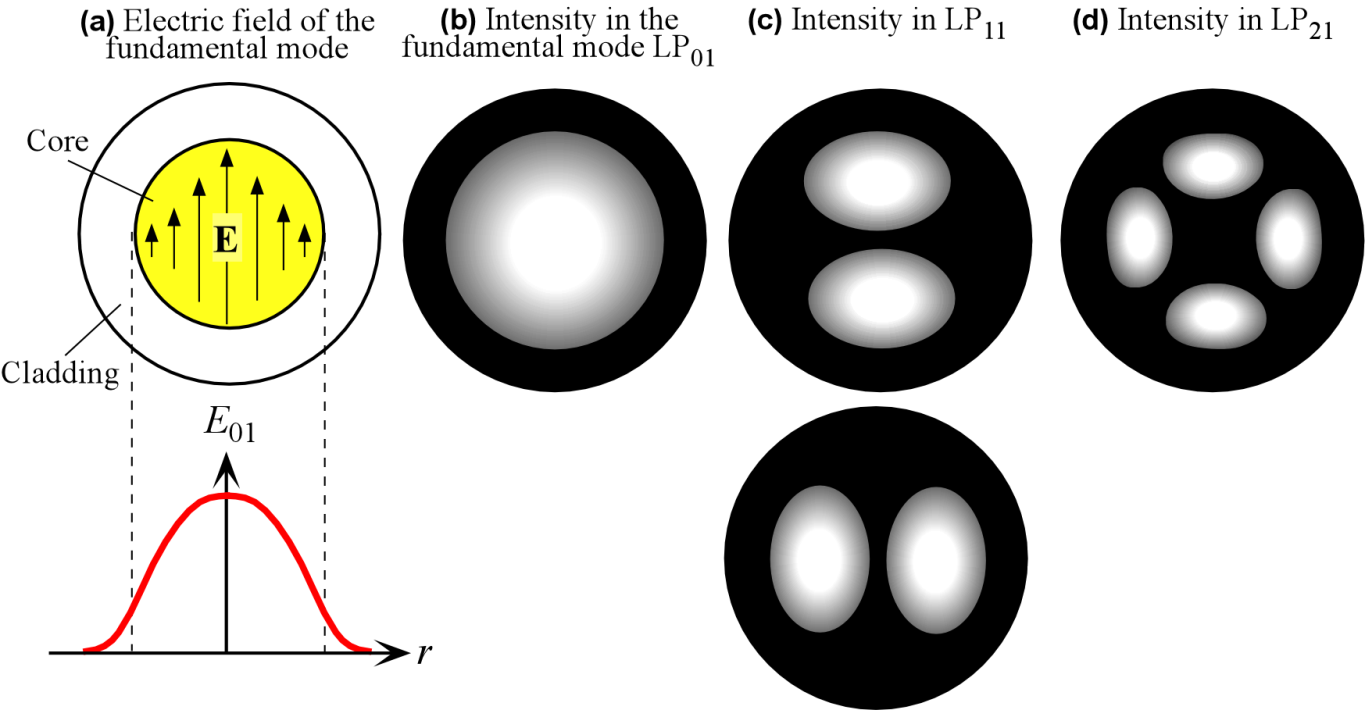 (a) Electric field of the
fundamental mode
(b) Intensity in the
fundamental mode LP01
(c) Intensity in LP11
(d) Intensity in LP21
Core
E
Cladding
E01
r